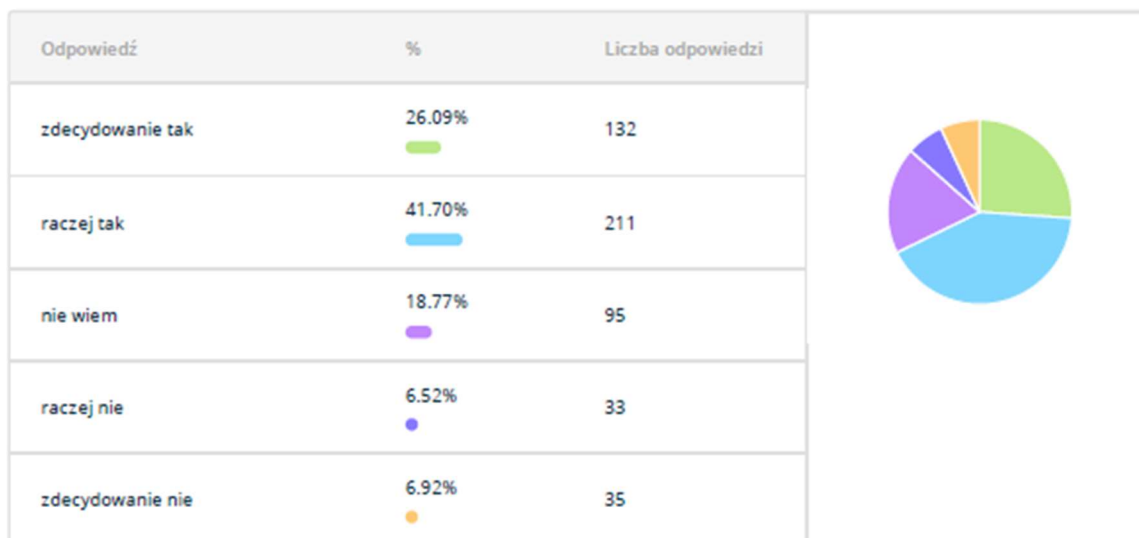 Odpowiedź % Liczba odpowiedzi
zdecydowanie tak 26.09% 132
raczej tak 41.70% 211
nie wiem 18.77% 95
raczej nie 6.52% 33
zdecydowanie nie 6.92% 35